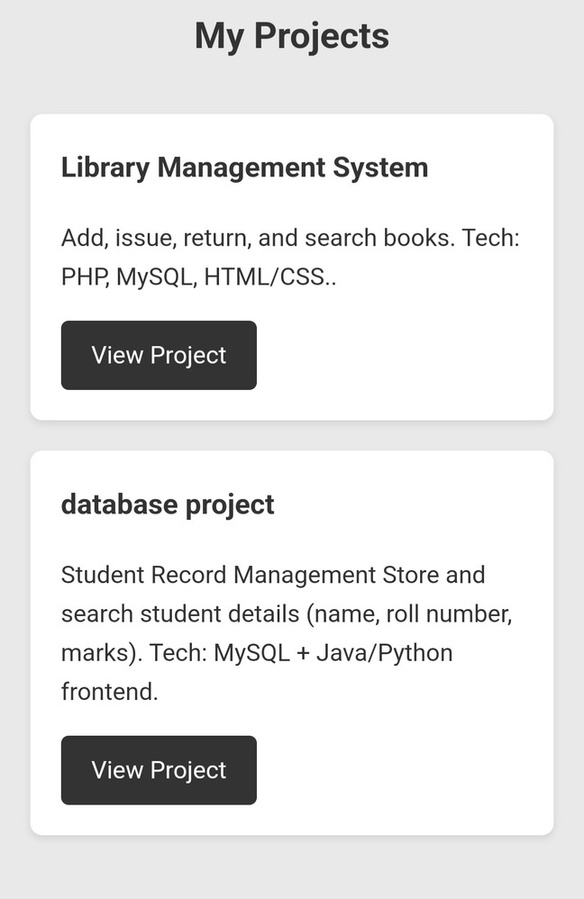 My Projects
Library Management System
Add, issue, return, and search books. Tech:
PHP, MySQL, HTML/CSS..
View Project
database project
Student Record Management Store and
search student details (name, roll number,
marks). Tech: MySQL + Java/Python
frontend.
View Project